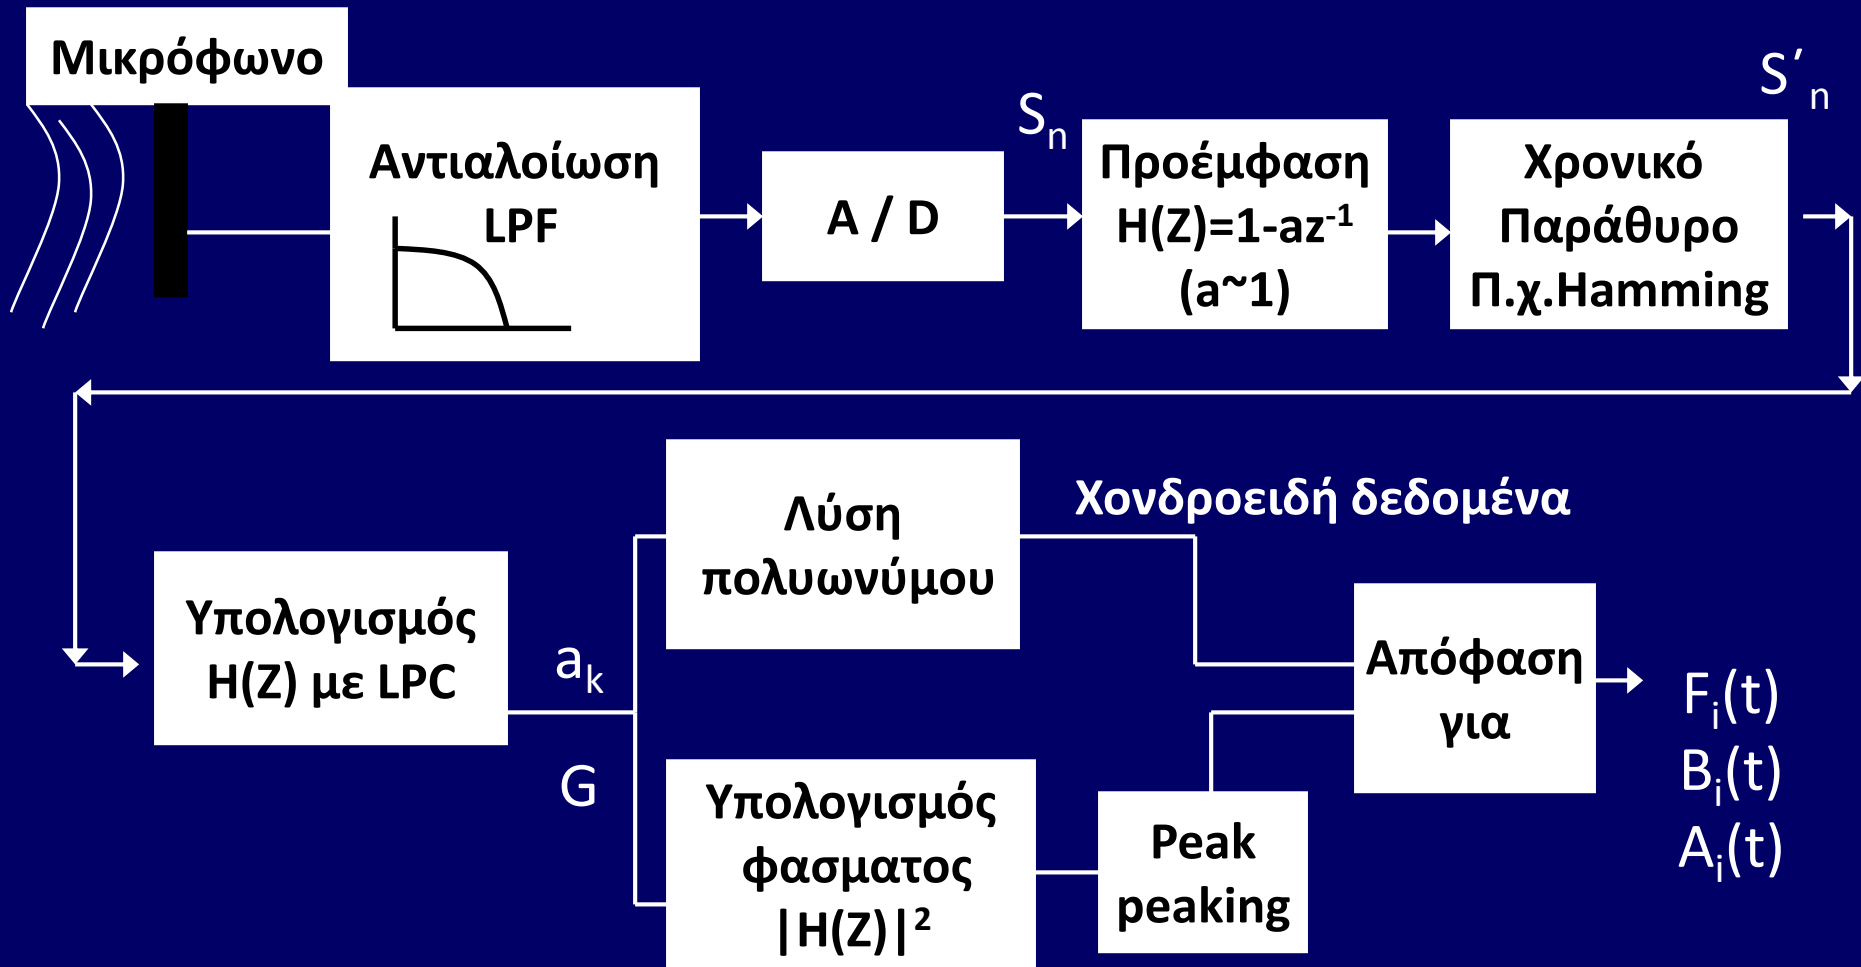 Μικρόφωνο
Αντιαλοίωση
LPF
A / D
Sn
Προέμφαση
H(Z)=1-az-1
(a~1)
Χρονικό
Παράθυρο
Π.χ.Hamming
S΄n
Υπολογισμός
H(Z) με LPC
ak
G
Λύση
πολυωνύμου
Χονδροειδή δεδομένα
Υπολογισμός
φασματος
|H(Z)|2
Peak
peaking
Απόφαση
για
Fi(t)
Bi(t)
Ai(t)